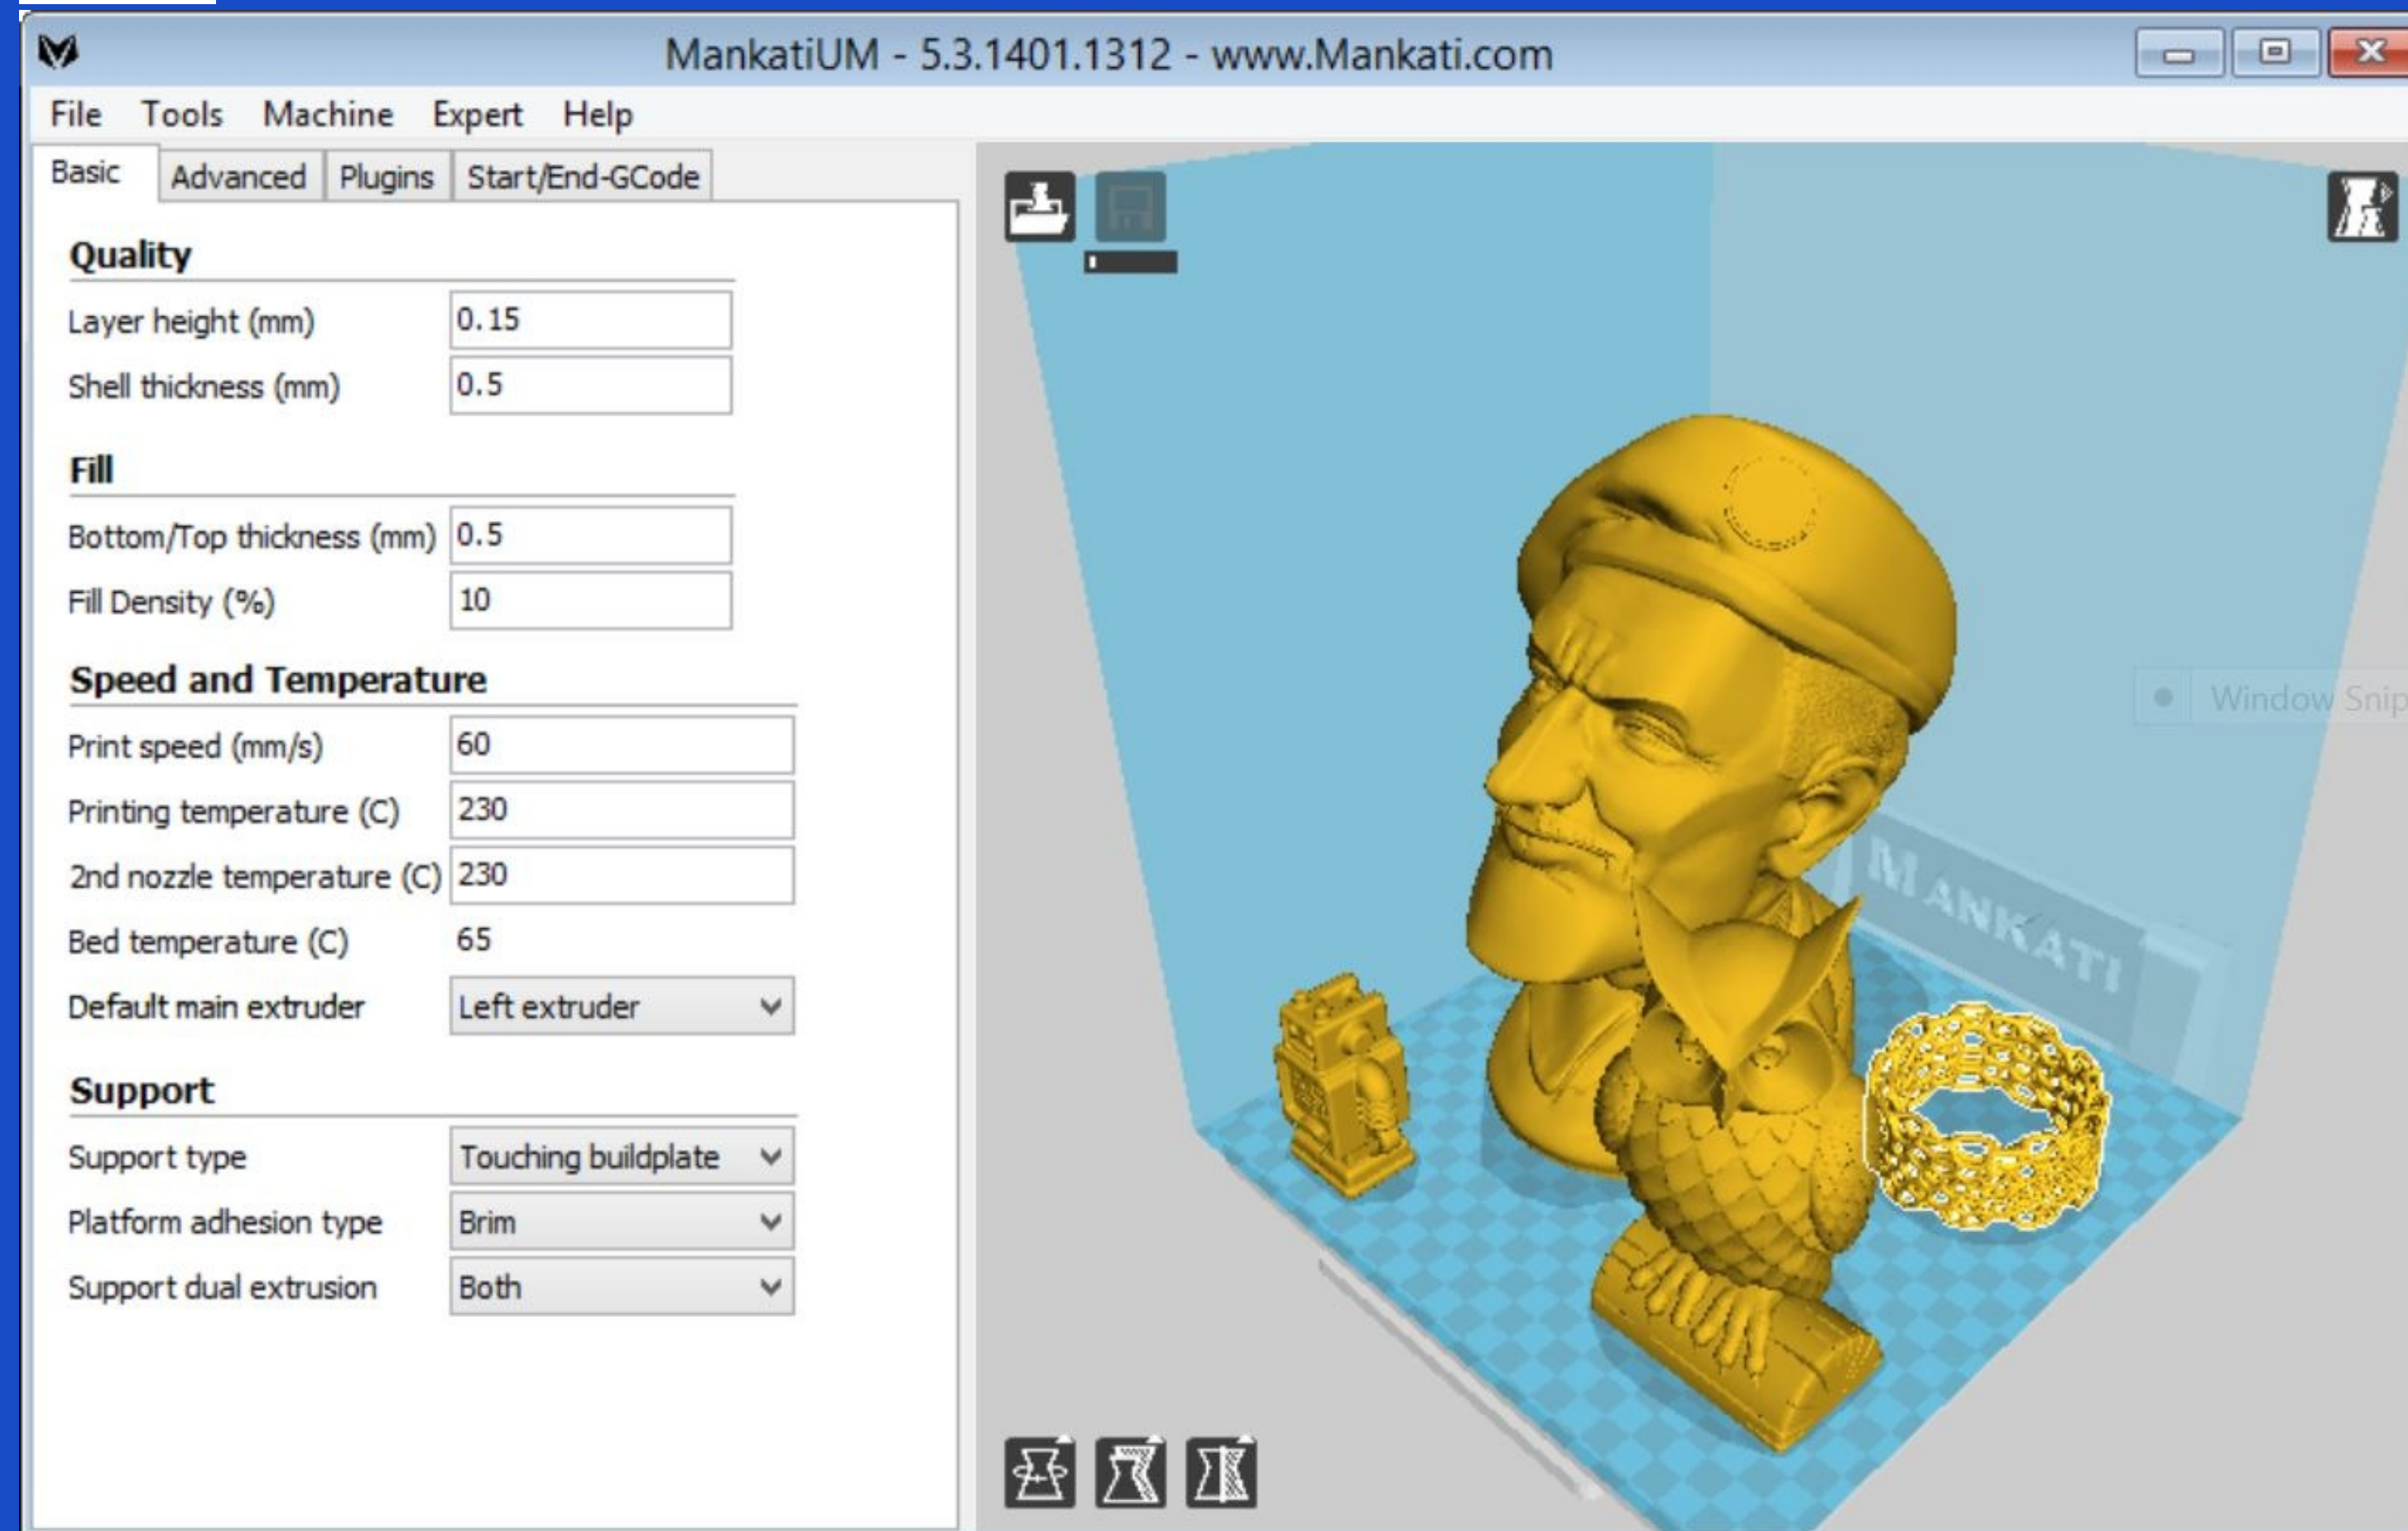 MankatiUM - 5.3.1401.1312 - www.Mankati.com
File Tools Machine Expert Help
Basic Advanced Plugins Start/End-GCode
Quality
Layer height (mm) 0.15
Shell thickness (mm) 0.5
Fill
Bottom/Top thickness (mm) 0.5
Fill Density (%) 10
Speed and Temperature
Print speed (mm/s) 60
Printing temperature (C) 230
2nd nozzle temperature (C) 230
Bed temperature (C) 65
Default main extruder Left extruder
Support
Support type Touching buildplate
Platform adhesion type Brim
Support dual extrusion Both
Window Snip
MANKATI